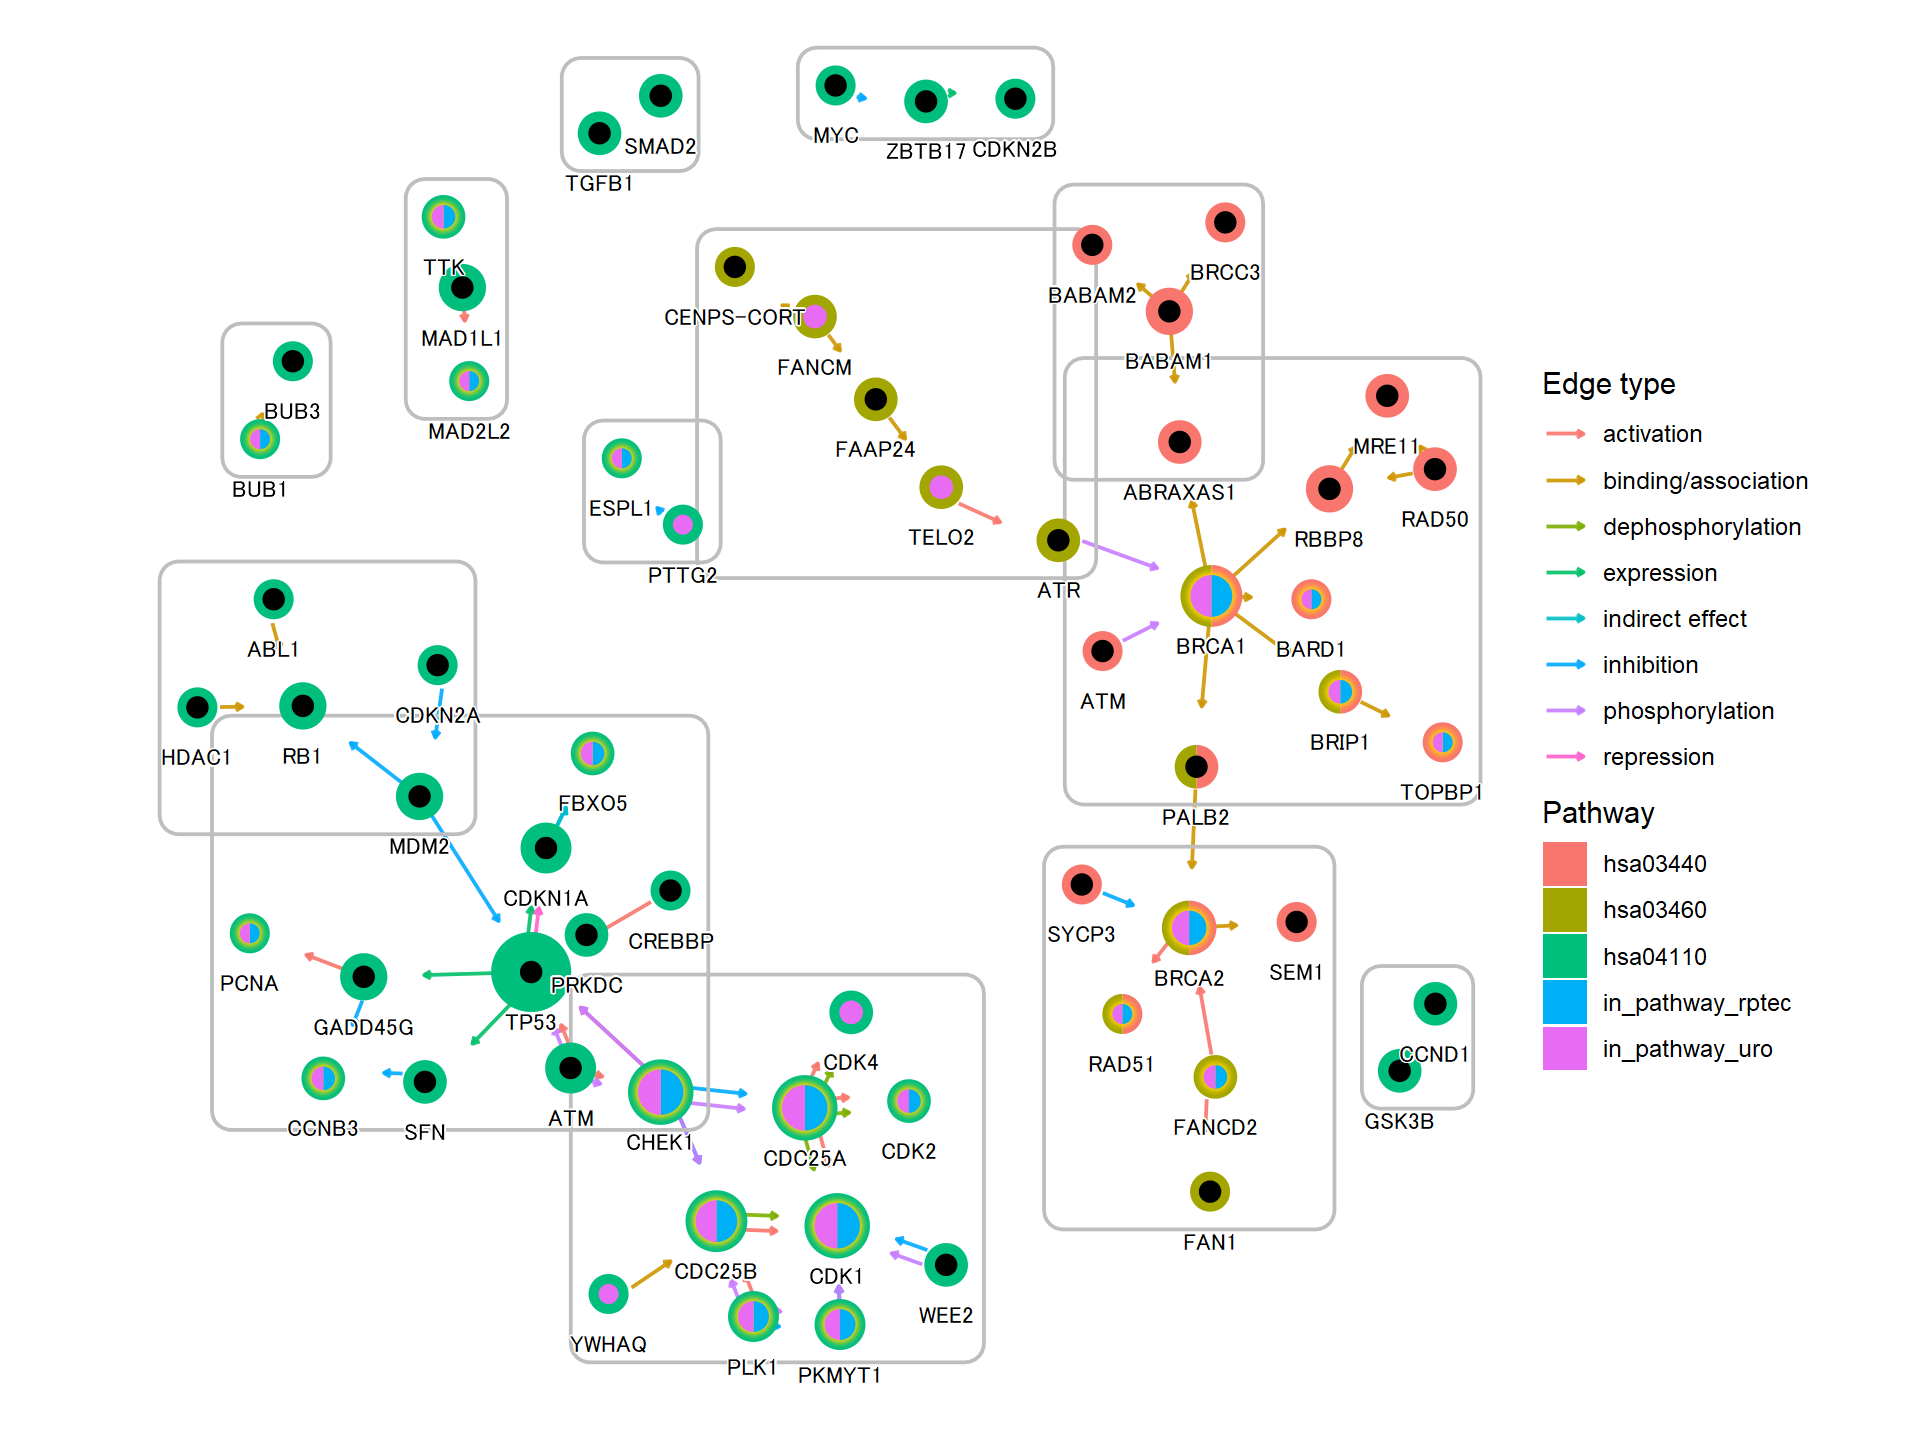 MYC
ZBTB17
CDKN2B
SMAD2
TGFB1
TTK
MAD1L1
MAD2L2
BUB3
BUB1
CENPS-CORT
FANCM
FAAP24
TELO2
ATR
ESPL1
PTTG2
BRCC3
BABAM2
BABAM1
ABRAXAS1
MRE11
RAD50
RBBP8
BRCA1
BARD1
ATM
BRIP1
TOPBP1
PALB2
ABL1
CDKN2A
HDAC1
RB1
MDM2
FBXO5
CDKN1A
CREBBP
PRKDC
PCNA
GADD45G
TP53
CCNB3
SFN
ATM
CHEK1
CDK4
CDC25A
CDK2
CDC25B
CDK1
WEE2
YWHAQ
PLK1
PKMYT1
SYCP3
BRCA2
SEM1
RAD51
FANCD2
FAN1
CCND1
GSK3B
Edge type
activation
binding/association
dephosphorylation
expression
indirect effect
inhibition
phosphorylation
repression
Pathway
hsa03440
hsa03460
hsa04110
in_pathway_rptec
in_pathway_uro